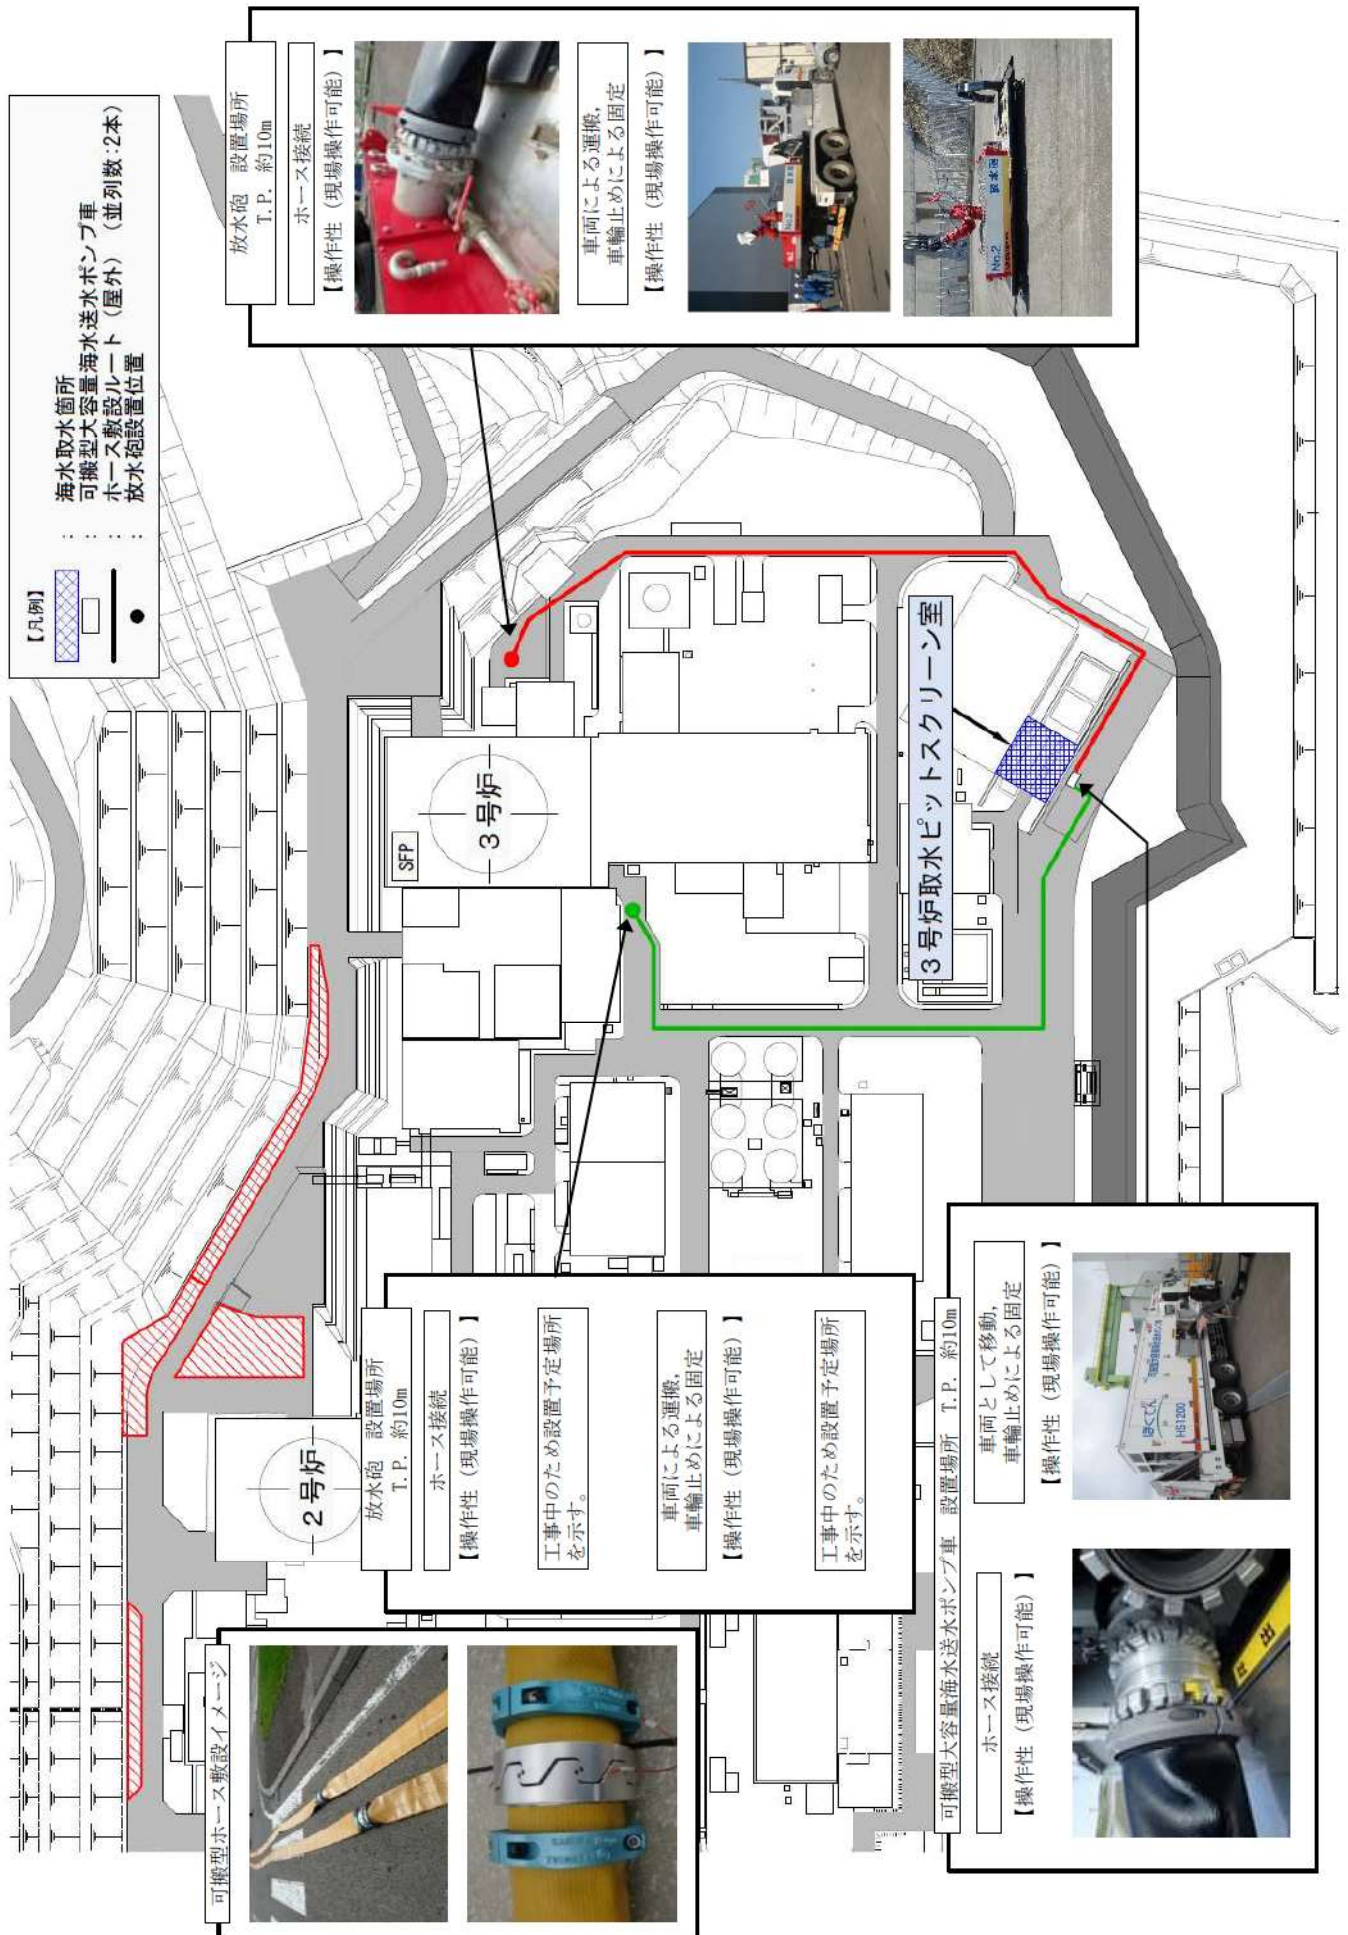 【凡例】
： 海水取水箇所
： 可搬型大容量海水送水ポンプ車
： ホース敷設ルート（屋外）（並列数：2本）
： 放水砲設置位置
放水砲 設置場所
T.P. 約10m
ホース接続
【操作性（現場操作可能）】
車両による運搬,
車輪止めによる固定
【操作性（現場操作可能）】
No.2
No.2
放水砲
SFP
3号炉
3号炉取水ピットスクリーン室
2号炉
放水砲 設置場所
T.P. 約10m
ホース接続
【操作性（現場操作可能）】
工事中のため設置予定場所
を示す。
車両による運搬,
車輪止めによる固定
【操作性（現場操作可能）】
工事中のため設置予定場所
を示す。
可搬型ホース敷設イメージ
可搬型大容量海水送水ポンプ車 設置場所 T.P. 約10m
ホース接続
【操作性（現場操作可能）】
車両として移動,
車輪止めによる固定
【操作性（現場操作可能）】
ほくでん
HS1200
吐出